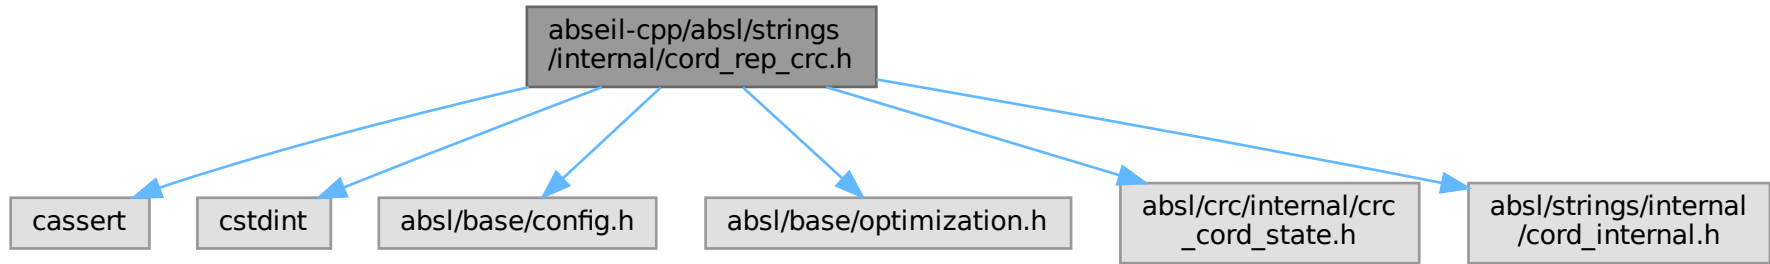 abseil-cpp/absl/strings
/internal/cord_rep_crc.h
cassert
cstdint
absl/base/config.h
absl/base/optimization.h
absl/crc/internal/crc
_cord_state.h
absl/strings/internal
/cord_internal.h